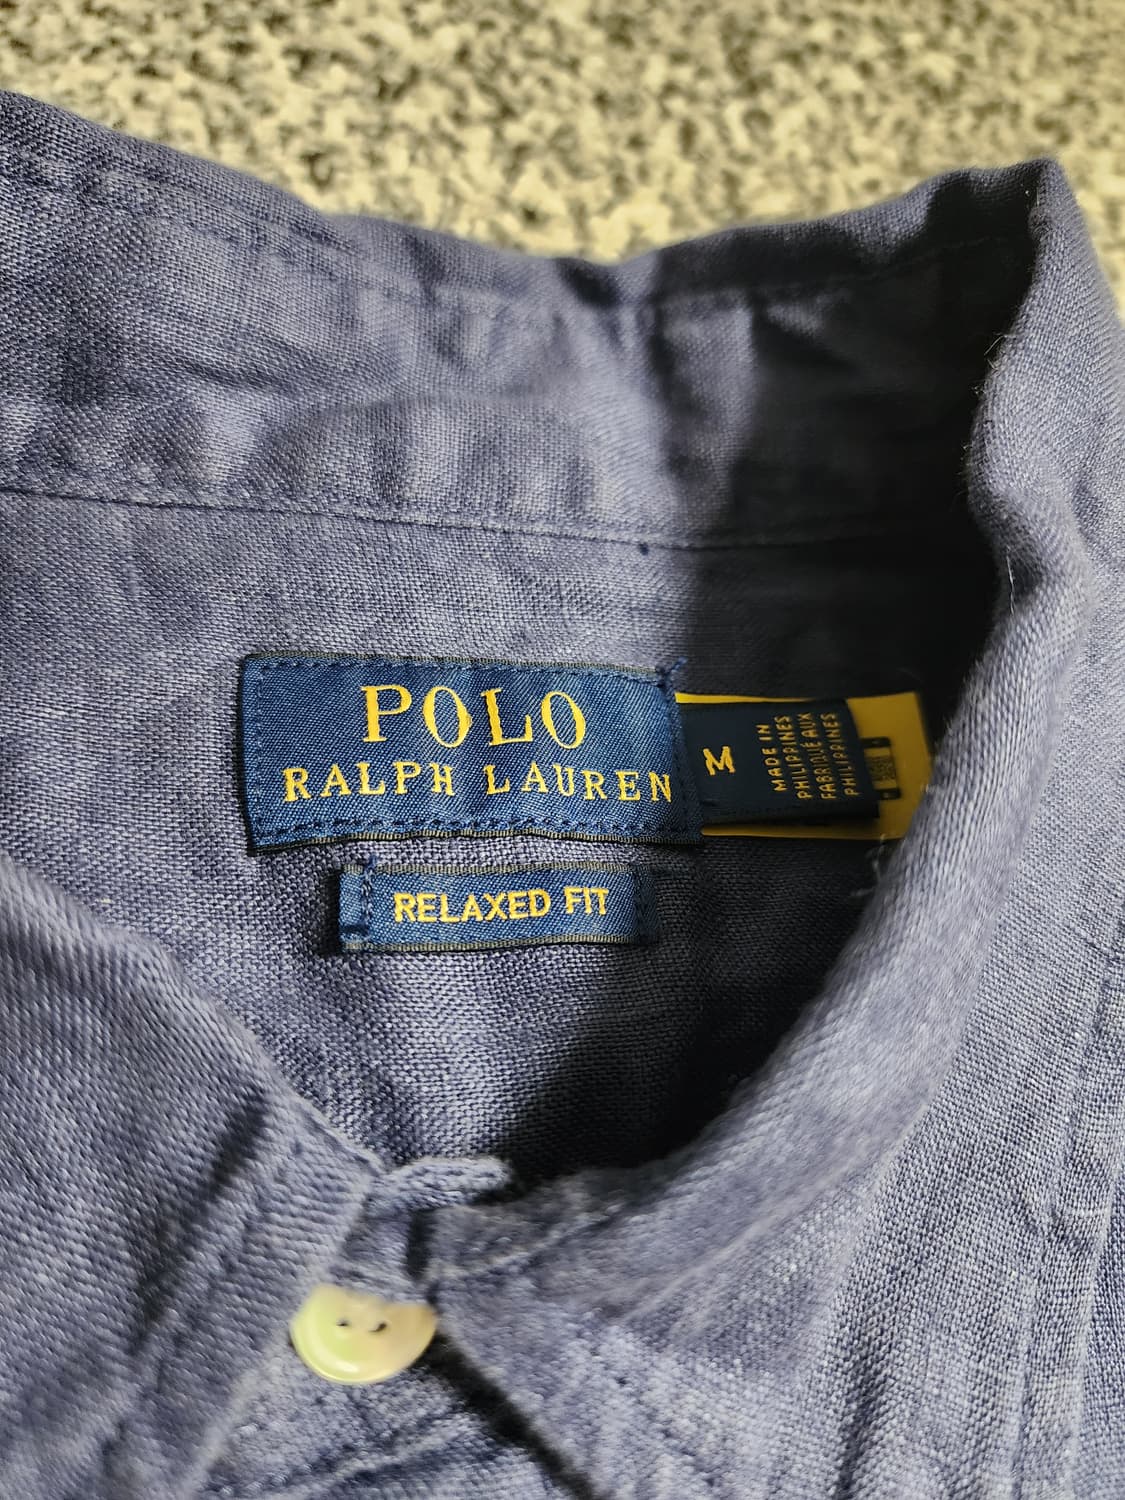 POLO
RALPH LAUREN
RELAXED FIT
M
MADE IN
PHILIPPINES
FABRIQUÉ AUX
PHILIPPINES